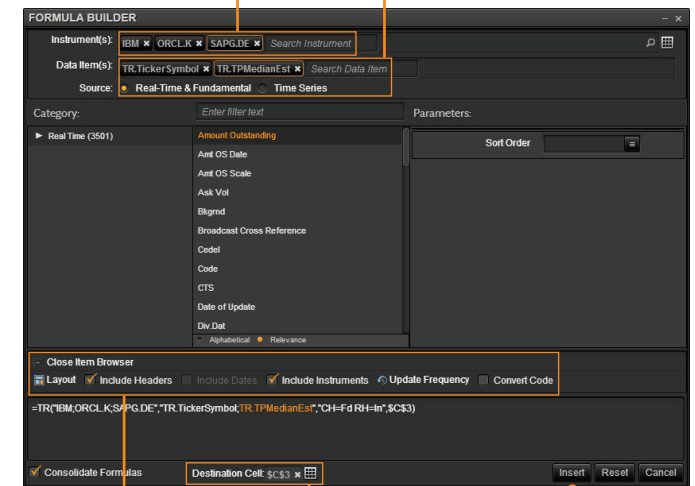 FORMULA BUILDER
Instrument(s): IBM ORCL.K SAPG.DE Search Instrument
Data Item(s): TR.TickerSymbol TR.TPMedianEst Search Data Item
Source: Real-Time & Fundamental Time Series
Category: Enter filter text Parameters:
Real Time (3501) Amount Outstanding Sort Order
Amt OS Date
Amt OS Scale
Ask Vol
Bkgrnd
Broadcast Cross Reference
Cedel
Code
CTS
Date of Update
Div.Dat
Alphabetical Relevance
Close Item Browser
Layout Include Headers Include Dates Include Instruments Update Frequency Convert Code
=TR("IBM;ORCL.K;SAPG.DE","TR.TickerSymbol;TR.TPMedianEst","CH=Fd RH=In",$C$3)
Consolidate Formulas Destination Cell: $C$3 Insert Reset Cancel